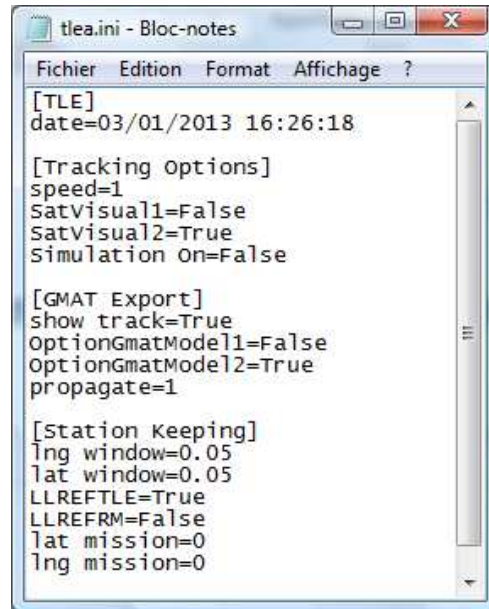 tlea.ini - Bloc-notes
Fichier Edition Format Affichage ?
[TLE]
date=03/01/2013 16:26:18
[Tracking Options]
speed=1
SatVisual1=False
SatVisual2=True
Simulation On=False
[GMAT Export]
show track=True
OptionGmatModel1=False
OptionGmatModel2=True
propagate=1
[Station Keeping]
lng window=0.05
lat window=0.05
LLREFTLE=True
LLREFRM=False
lat mission=0
lng mission=0